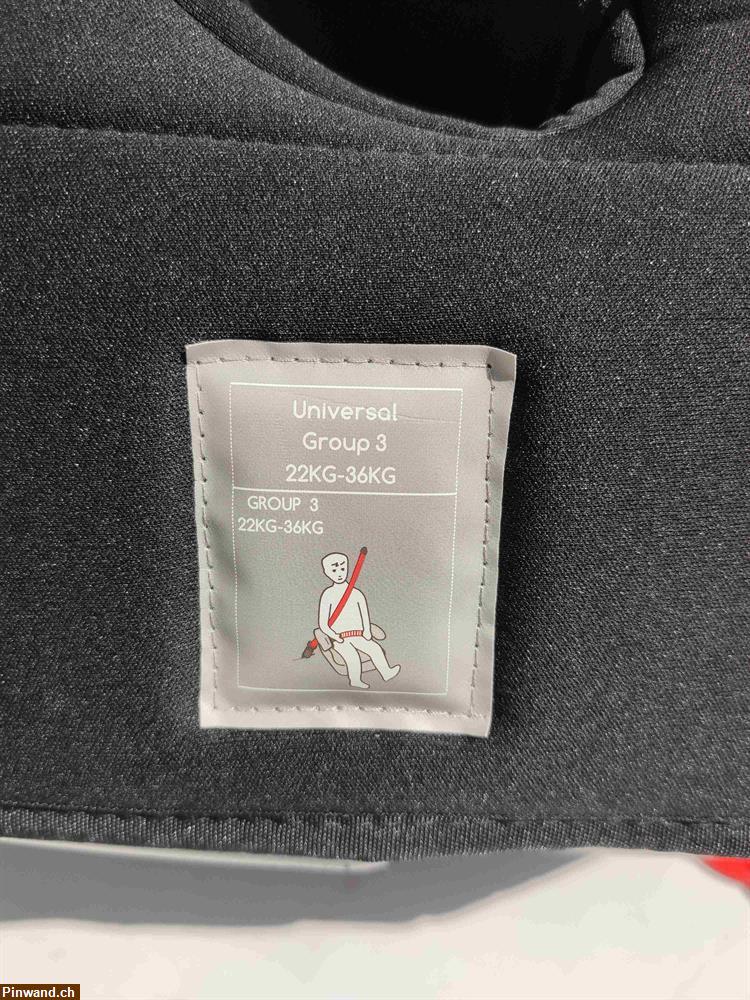 Universal
Group 3
22KG-36KG
GROUP 3
22KG-36KG
Pinwand.ch